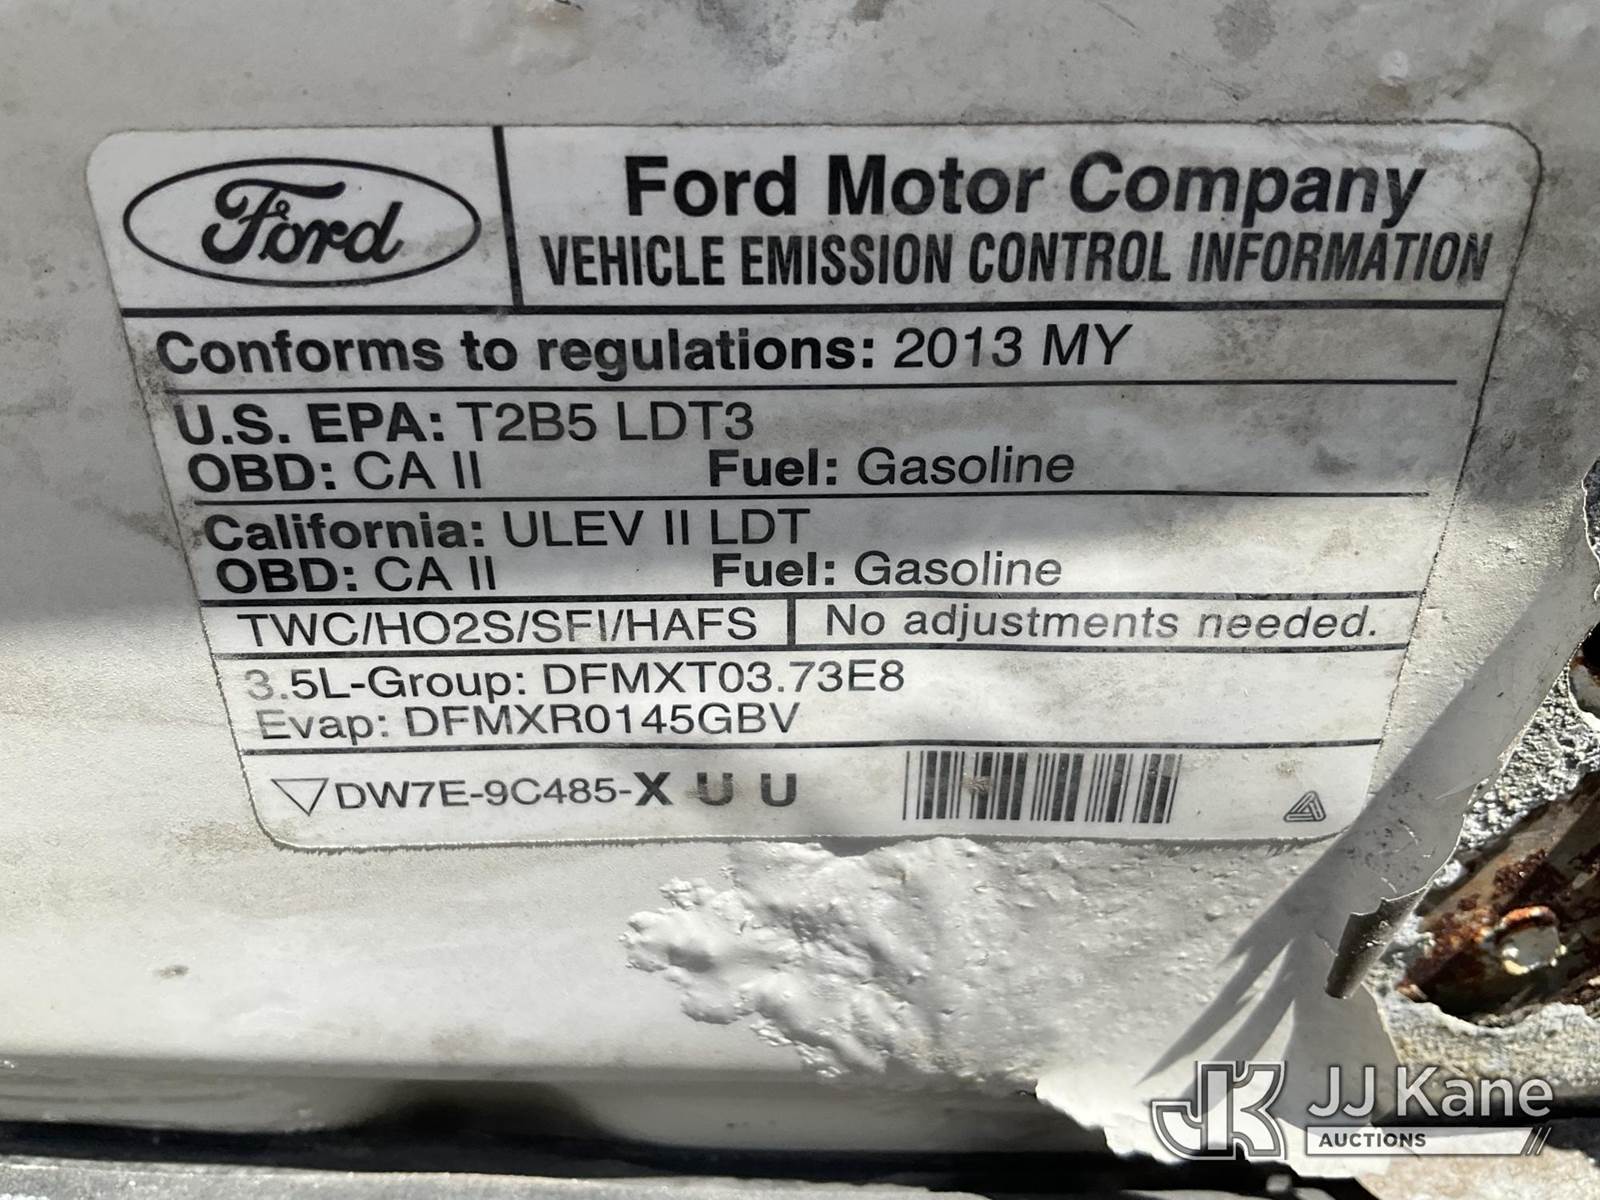 Ford
Ford Motor Company
VEHICLE EMISSION CONTROL INFORMATION
Conforms to regulations: 2013 MY
U.S. EPA: T2B5 LDT3
OBD: CA II Fuel: Gasoline
California: ULEV II LDT
OBD: CA II Fuel: Gasoline
TWC/HO2S/SFI/HAFS No adjustments needed.
3.5L-Group: DFMXT03.73E8
Evap: DFMXR0145GBV
DW7E-9C485-X U U
JK JJ Kane
AUCTIONS